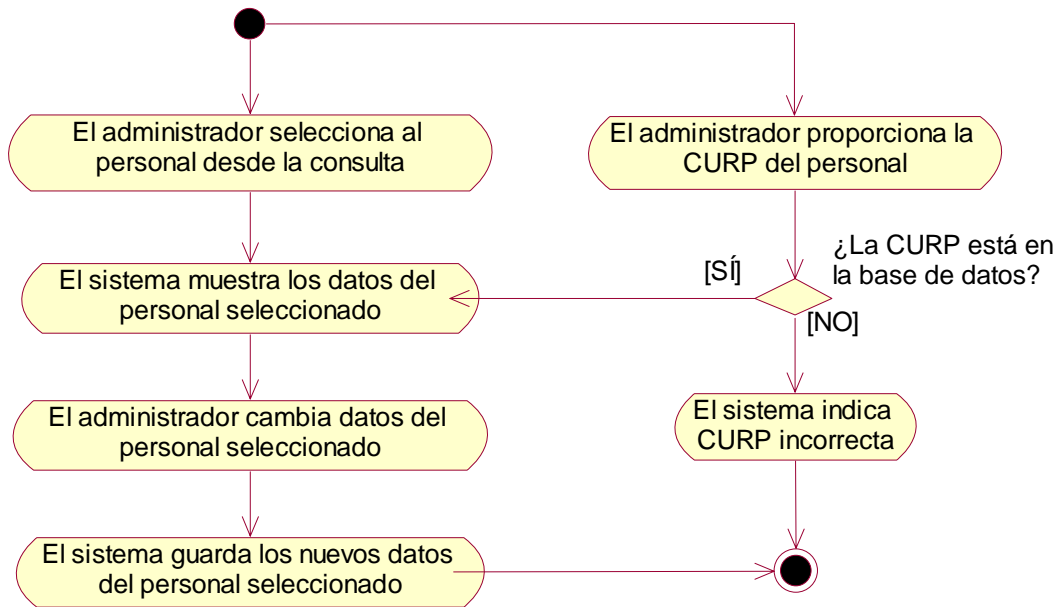 El administrador selecciona al
personal desde la consulta
El administrador proporciona la
CURP del personal
¿La CURP está en
la base de datos?
[SÍ]
[NO]
El sistema muestra los datos del
personal seleccionado
El administrador cambia datos del
personal seleccionado
El sistema indica
CURP incorrecta
El sistema guarda los nuevos datos
del personal seleccionado